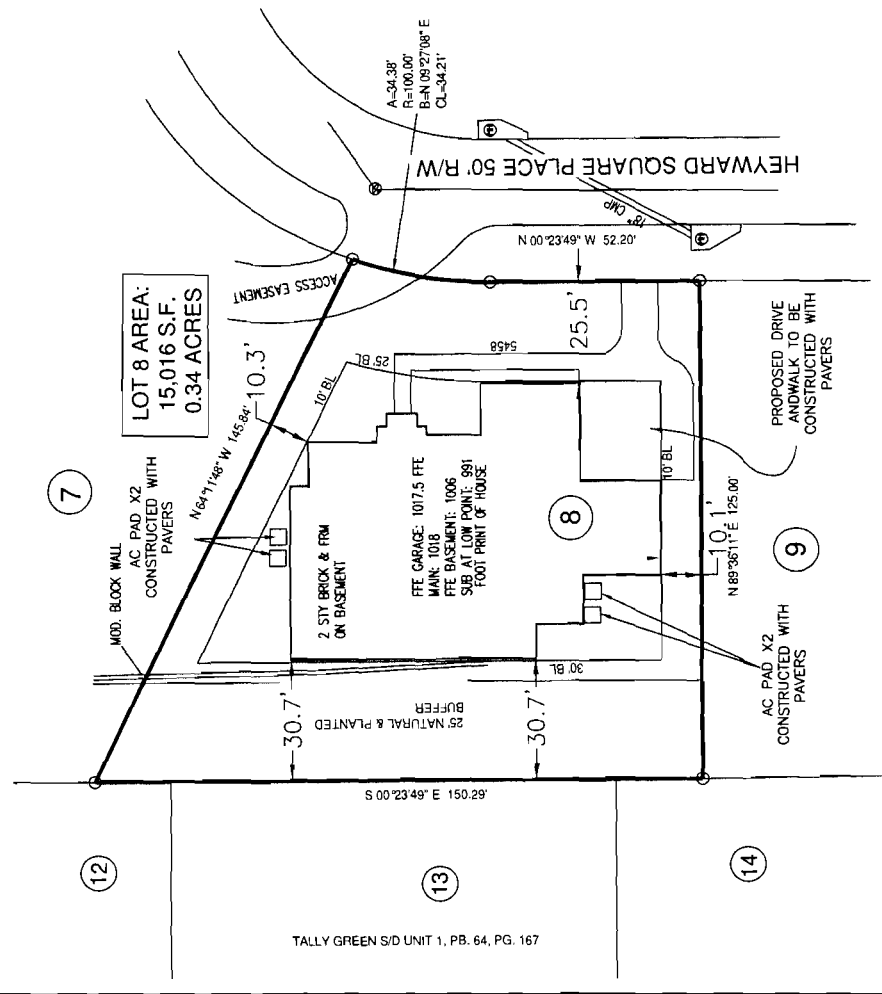 A=34.38'
R=100.00'
B=N 09°27'08" E
CL=34.21'
HEYWARD SQUARE PLACE 50' R/W
18" CMP
N 00°23'49" W 52.20'
ACCESS EASEMENT
LOT 8 AREA:
15,016 S.F.
0.34 ACRES
10.3'
N 64°11'48" W 145.84'
10' BL
25' BL
5458
25.5'
7
MOD. BLOCK WALL
AC PAD X2
CONSTRUCTED WITH
PAVERS
2 STY BRICK & FRM
ON BASEMENT
FFE GARAGE: 1017.5 FFE
MAIN: 1018
FFE BASEMENT: 1006
SUB AT LOW POINT: 991
FOOT PRINT OF HOUSE
8
10' BL
PROPOSED DRIVE
ANDWALK TO BE
CONSTRUCTED WITH
PAVERS
10.1'
N 89°36'11" E 125.00'
9
30' BL
AC PAD X2
CONSTRUCTED WITH
PAVERS
25' NATURAL & PLANTED
BUFFER
30.7'
30.7'
S 00°23'49" E 150.29'
12
13
14
TALLY GREEN S/D UNIT 1, PB. 64, PG. 167